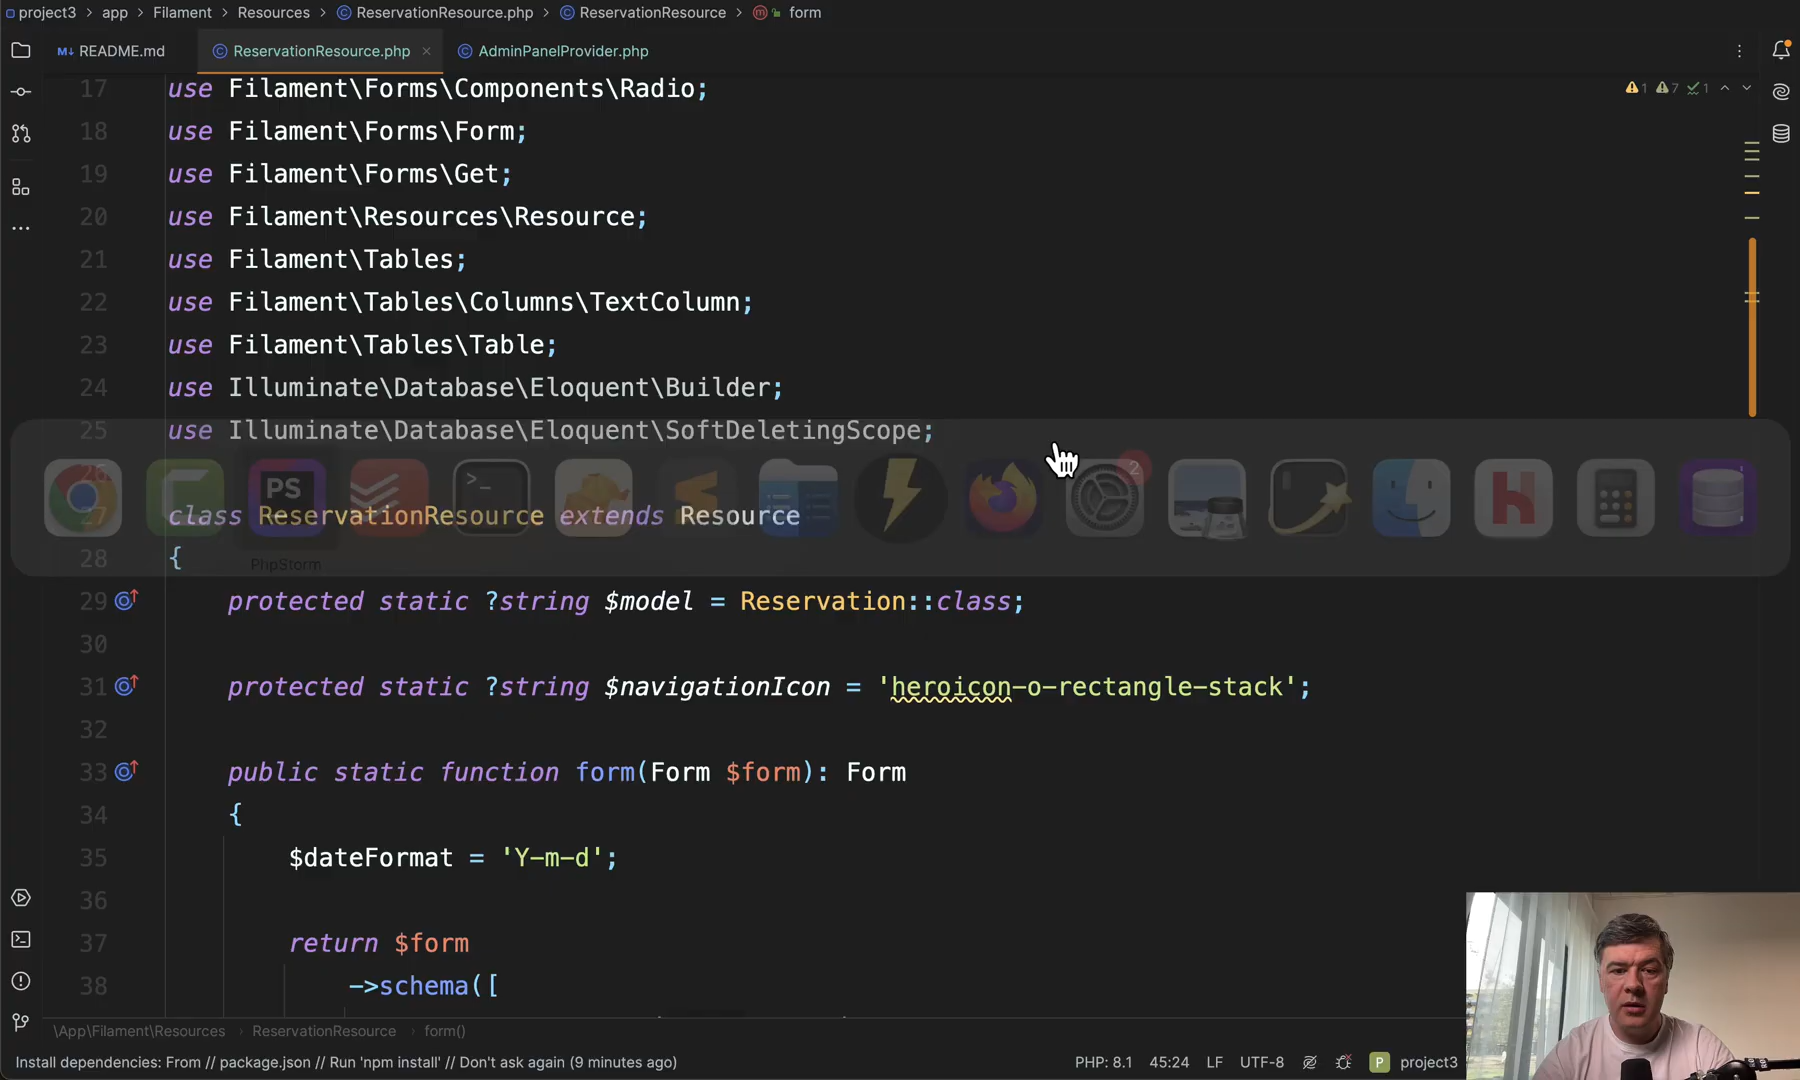 project3 > app > Filament > Resources > ReservationResource.php > ReservationResource > form
README.md ReservationResource.php × AdminPanelProvider.php
17 use Filament\Forms\Components\Radio;
1 7 1
18 use Filament\Forms\Form;
19 use Filament\Forms\Get;
20 use Filament\Resources\Resource;
21 use Filament\Tables;
22 use Filament\Tables\Columns\TextColumn;
23 use Filament\Tables\Table;
24 use Illuminate\Database\Eloquent\Builder;
25 use Illuminate\Database\Eloquent\SoftDeletingScope;
26
PS
2
27 class ReservationResource extends Resource
28 {
PhpStorm
29 protected static ?string $model = Reservation::class;
30
31 protected static ?string $navigationIcon = 'heroicon-o-rectangle-stack';
32
33 public static function form(Form $form): Form
34 {
35 $dateFormat = 'Y-m-d';
36
37 return $form
38 ->schema([
\App\Filament\Resources > ReservationResource > form()
Install dependencies: From // package.json // Run 'npm install' // Don't ask again (9 minutes ago)
PHP: 8.1 45:24 LF UTF-8 P project3